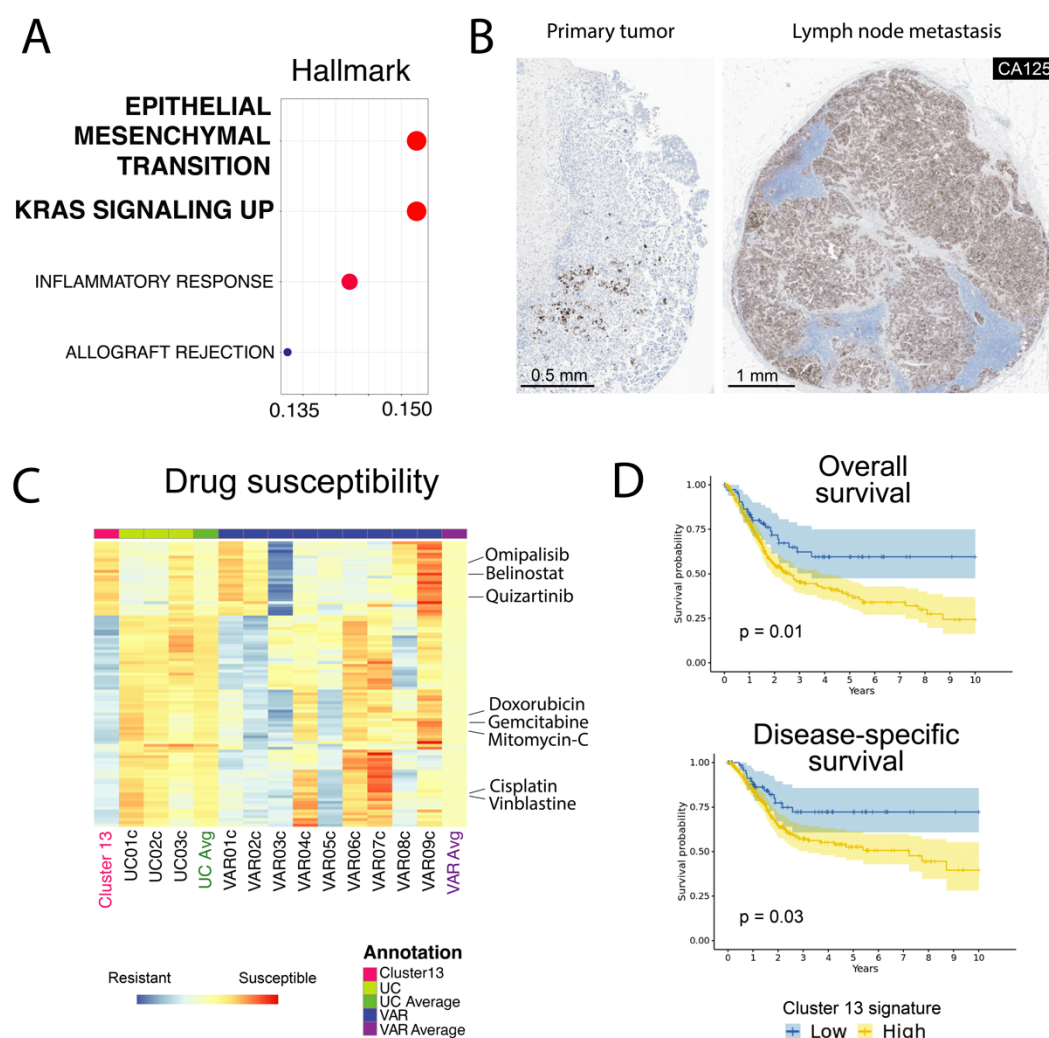 A
Hallmark
EPITHELIAL
MESENCHYMAL
TRANSITION
KRAS SIGNALING UP
INFLAMMATORY RESPONSE
ALLOGRAFT REJECTION
0.135
0.150
B
Primary tumor
Lymph node metastasis
CA125
0.5 mm
1 mm
C
Drug susceptibility
Omipalisib
Belinostat
Quizartinib
Doxorubicin
Gemcitabine
Mitomycin-C
Cisplatin
Vinblastine
Cluster 13
UC01c
UC02c
UC03c
UC Avg
VAR01c
VAR02c
VAR03c
VAR04c
VAR05c
VAR06c
VAR07c
VAR08c
VAR09c
VAR Avg
Resistant
Susceptible
Annotation
Cluster13
UC
UC Average
VAR
VAR Average
D
Overall
survival
Survival probability
1.00
0.75
0.50
0.25
0.00
p = 0.01
0 1 2 3 4 5 6 7 8 9 10
Years
Disease-specific
survival
Survival probability
1.00
0.75
0.50
0.25
0.00
p = 0.03
0 1 2 3 4 5 6 7 8 9 10
Years
Cluster 13 signature
Low High